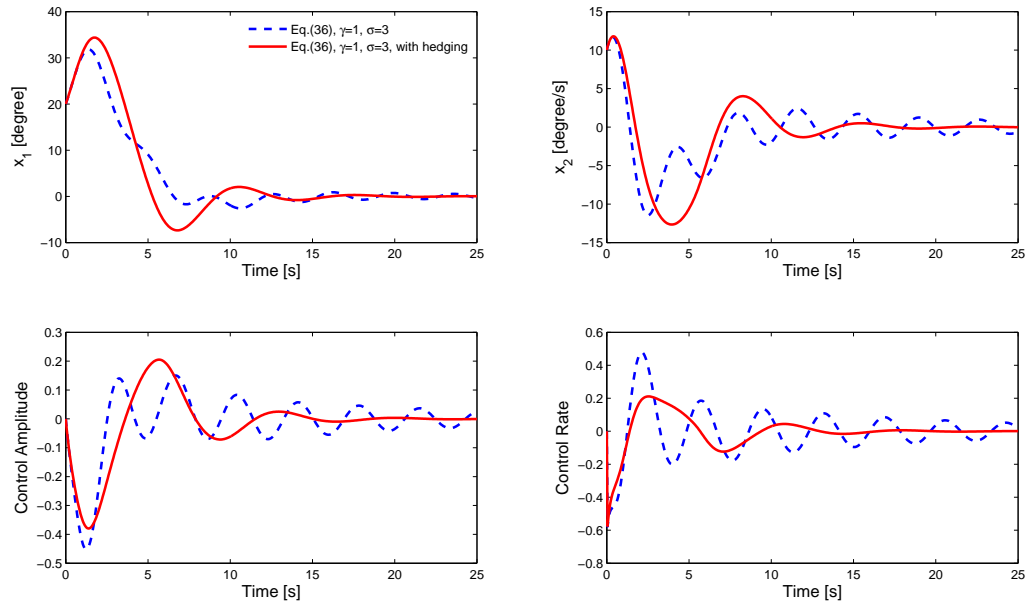 40
30
20
10
0
−10
x1 [degree]
0 5 10 15 20 25
Time [s]
Eq.(36), γ=1, σ=3
Eq.(36), γ=1, σ=3, with hedging
15
10
5
0
−5
−10
−15
x2 [degree/s]
0 5 10 15 20 25
Time [s]
0.3
0.2
0.1
0
−0.1
−0.2
−0.3
−0.4
−0.5
Control Amplitude
0 5 10 15 20 25
Time [s]
0.6
0.4
0.2
0
−0.2
−0.4
−0.6
−0.8
Control Rate
0 5 10 15 20 25
Time [s]